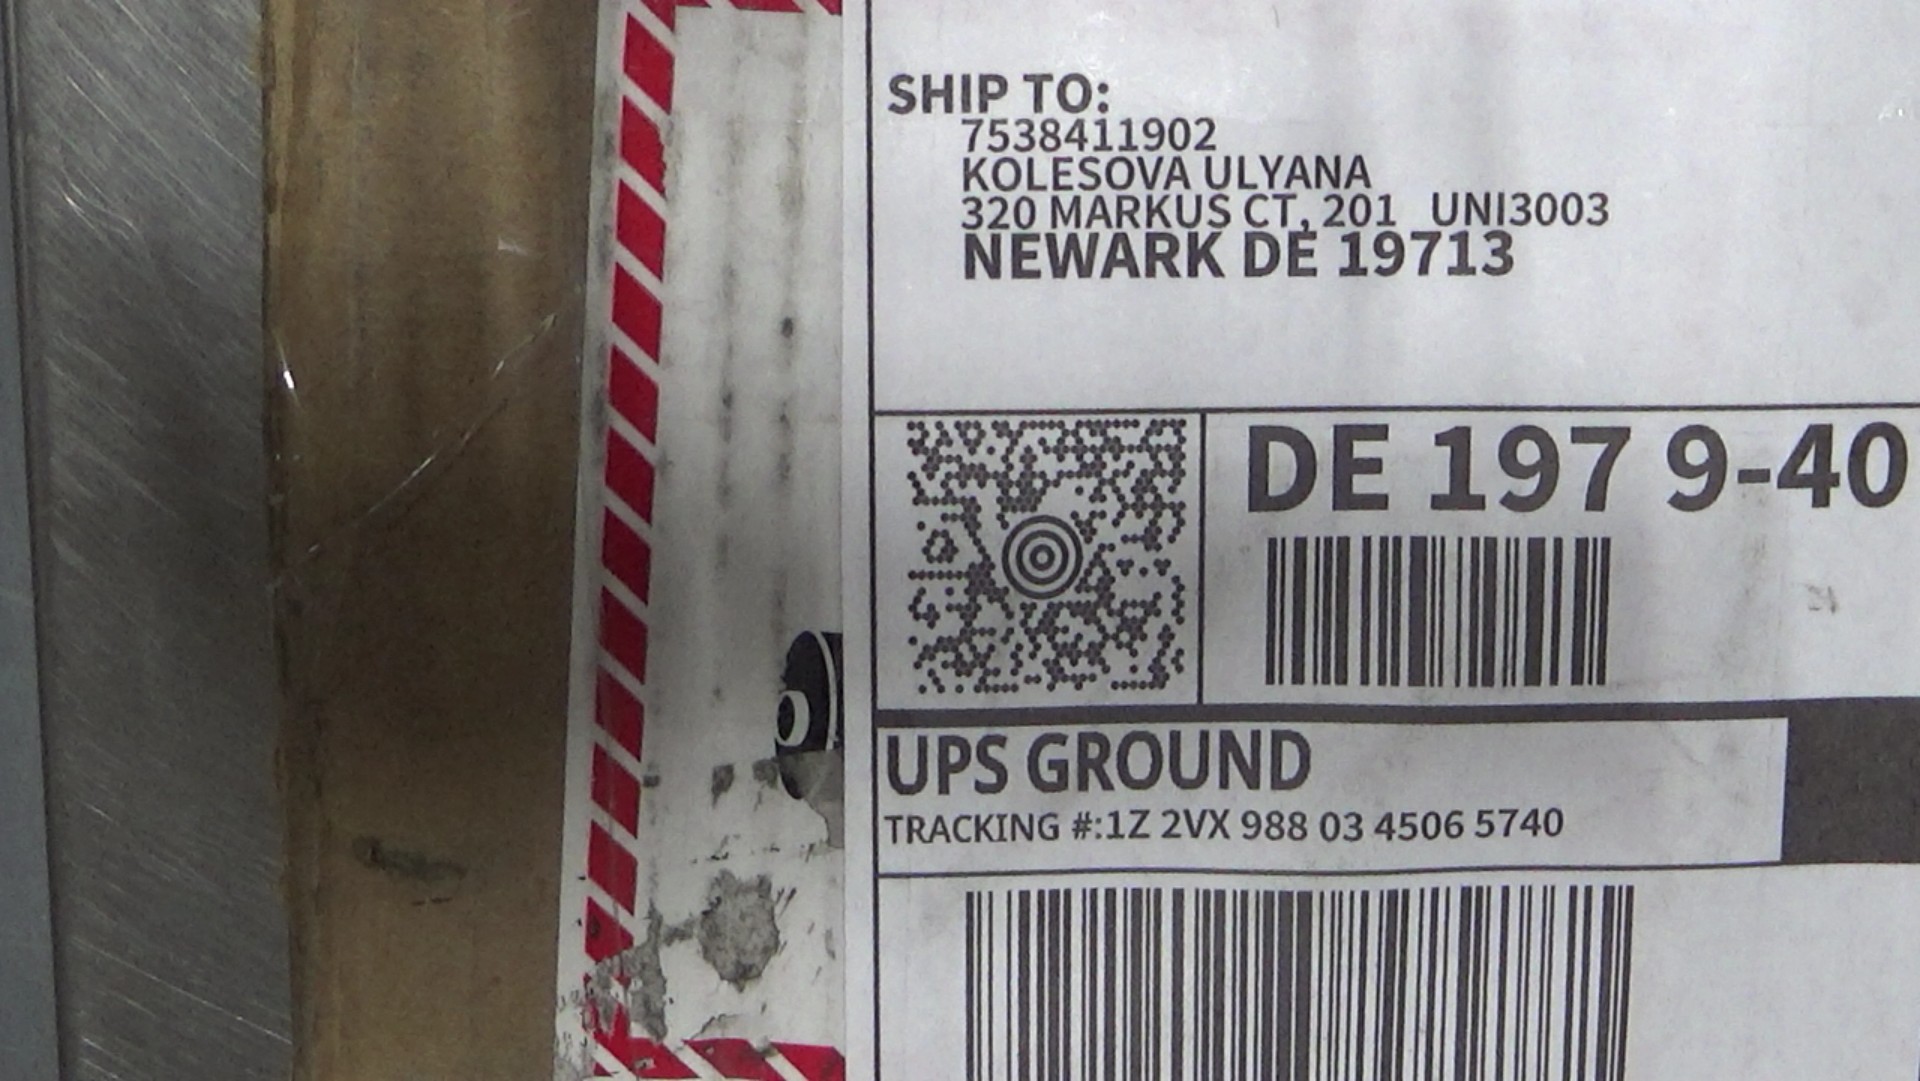 SHIP TO:
7538411902
KOLESOVA ULYANA
320 MARKUS CT, 201 UNI3003
NEWARK DE 19713
DE 197 9-40
UPS GROUND
TRACKING #:1Z 2VX 988 03 4506 5740